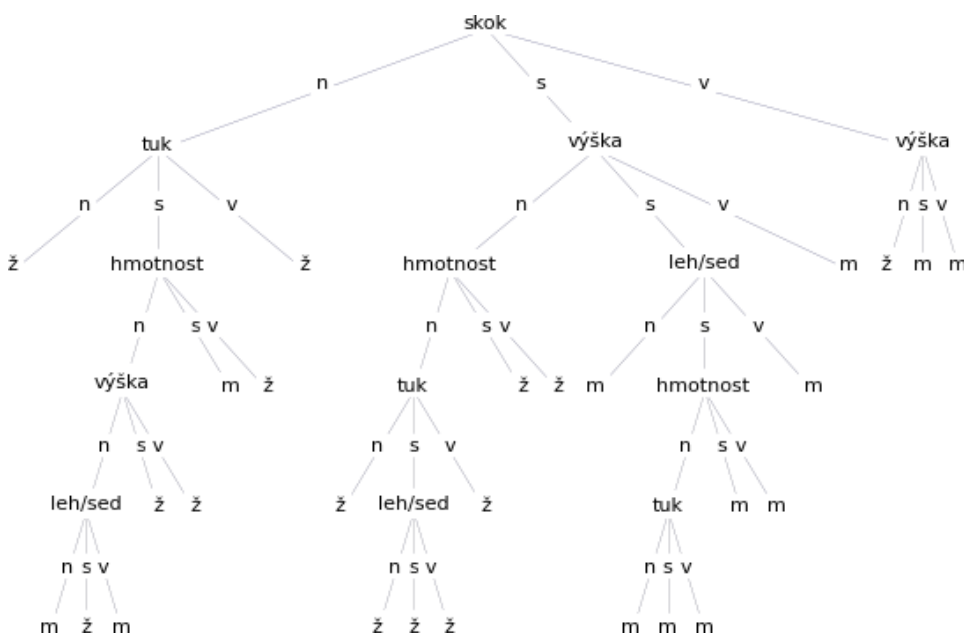 skok
n s v
tuk výška výška
n s v n s v n s v
ž hmotnost ž hmotnost leh/sed m ž m m
n s v n s v n s v
výška m ž tuk ž ž m hmotnost m
n s v n s v n s v
leh/sed ž ž ž leh/sed ž tuk m m
n s v n s v n s v
m ž m ž ž ž m m m